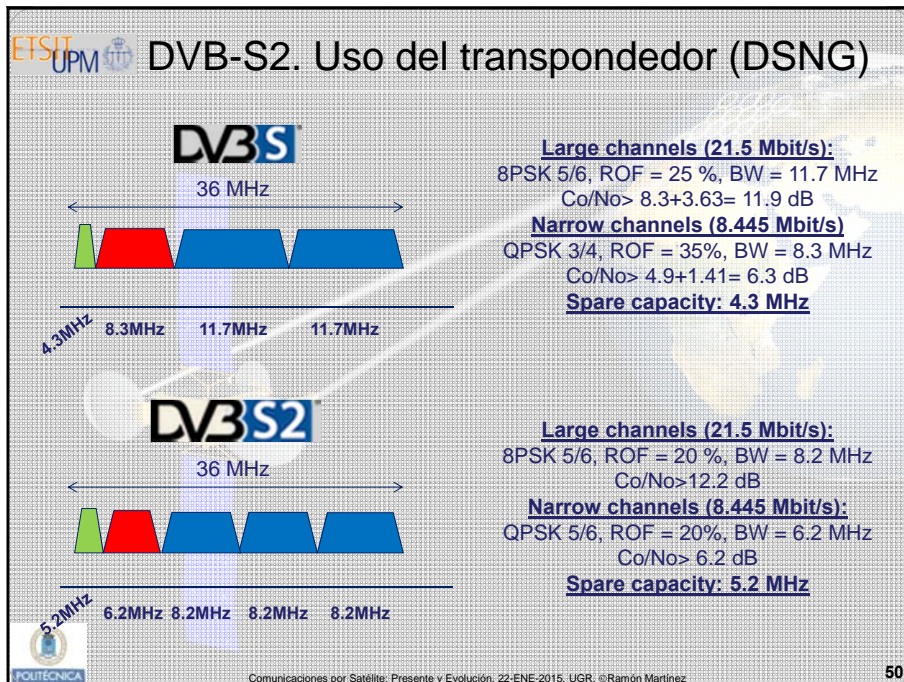 ETSIT UPM
DVB-S2. Uso del transpondedor (DSNG)
DVB S
36 MHz
4.3MHz 8.3MHz 11.7MHz 11.7MHz
Large channels (21.5 Mbit/s):
8PSK 5/6, ROF = 25 %, BW = 11.7 MHz
Co/No> 8.3+3.63= 11.9 dB
Narrow channels (8.445 Mbit/s)
QPSK 3/4, ROF = 35%, BW = 8.3 MHz
Co/No> 4.9+1.41= 6.3 dB
Spare capacity: 4.3 MHz
DVB S2
36 MHz
5.2MHz 6.2MHz 8.2MHz 8.2MHz 8.2MHz
Large channels (21.5 Mbit/s):
8PSK 5/6, ROF = 20 %, BW = 8.2 MHz
Co/No>12.2 dB
Narrow channels (8.445 Mbit/s):
QPSK 5/6, ROF = 20%, BW = 6.2 MHz
Co/No> 6.2 dB
Spare capacity: 5.2 MHz
POLITÉCNICA
Comunicaciones por Satélite: Presente y Evolución, 22-ENE-2015, UGR, ©Ramón Martínez
50